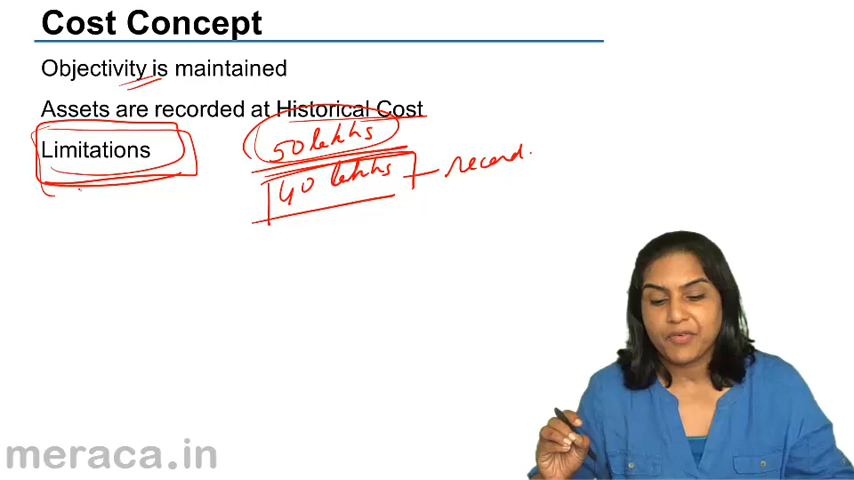 Cost Concept
Objectivity is maintained
Assets are recorded at Historical Cost
Limitations
50 lakhs
40 lakhs record.
meraca.in